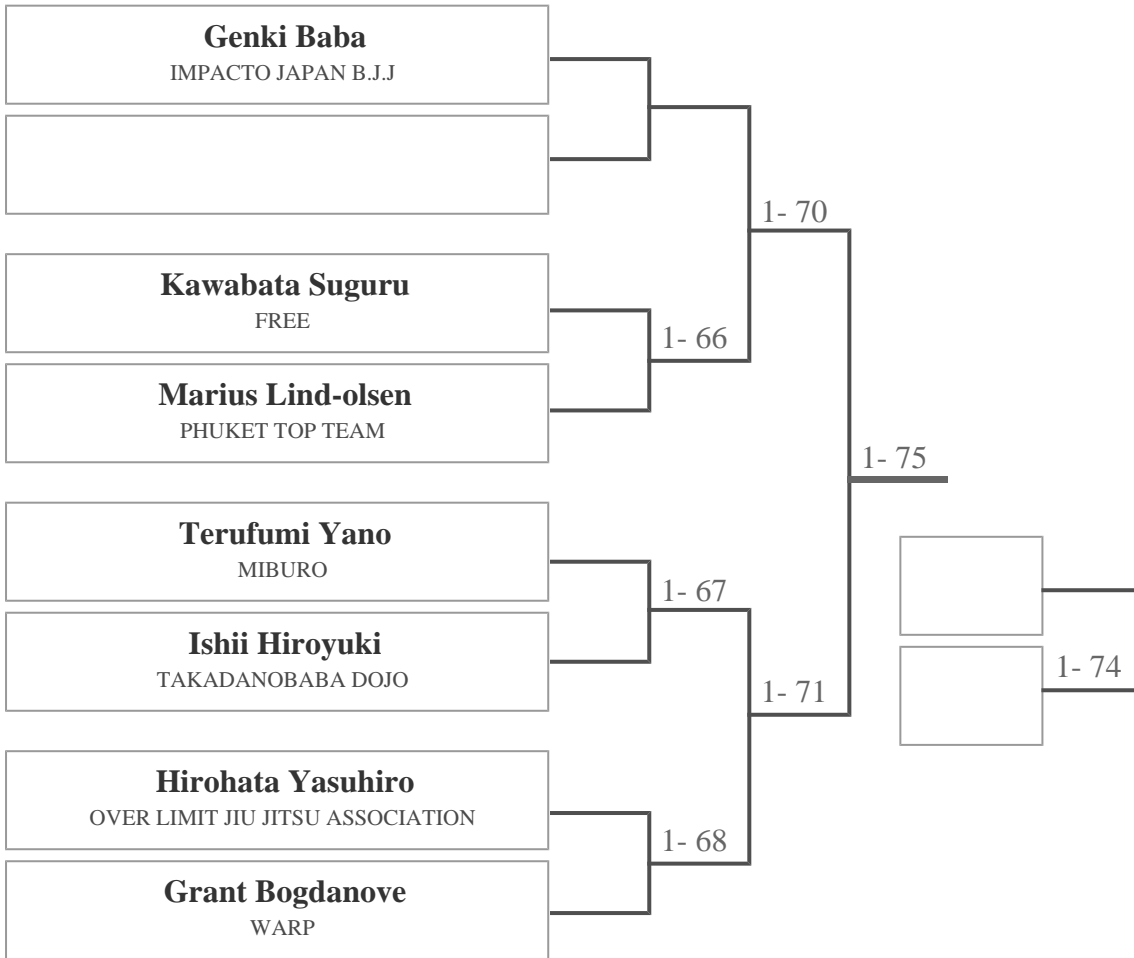 Genki Baba
IMPACTO JAPAN B.J.J
1- 70
Kawabata Suguru
FREE
1- 66
Marius Lind-olsen
PHUKET TOP TEAM
1- 75
Terufumi Yano
MIBURO
1- 67
Ishii Hiroyuki
TAKADANOBABA DOJO
1- 74
1- 71
Hirohata Yasuhiro
OVER LIMIT JIU JITSU ASSOCIATION
1- 68
Grant Bogdanove
WARP